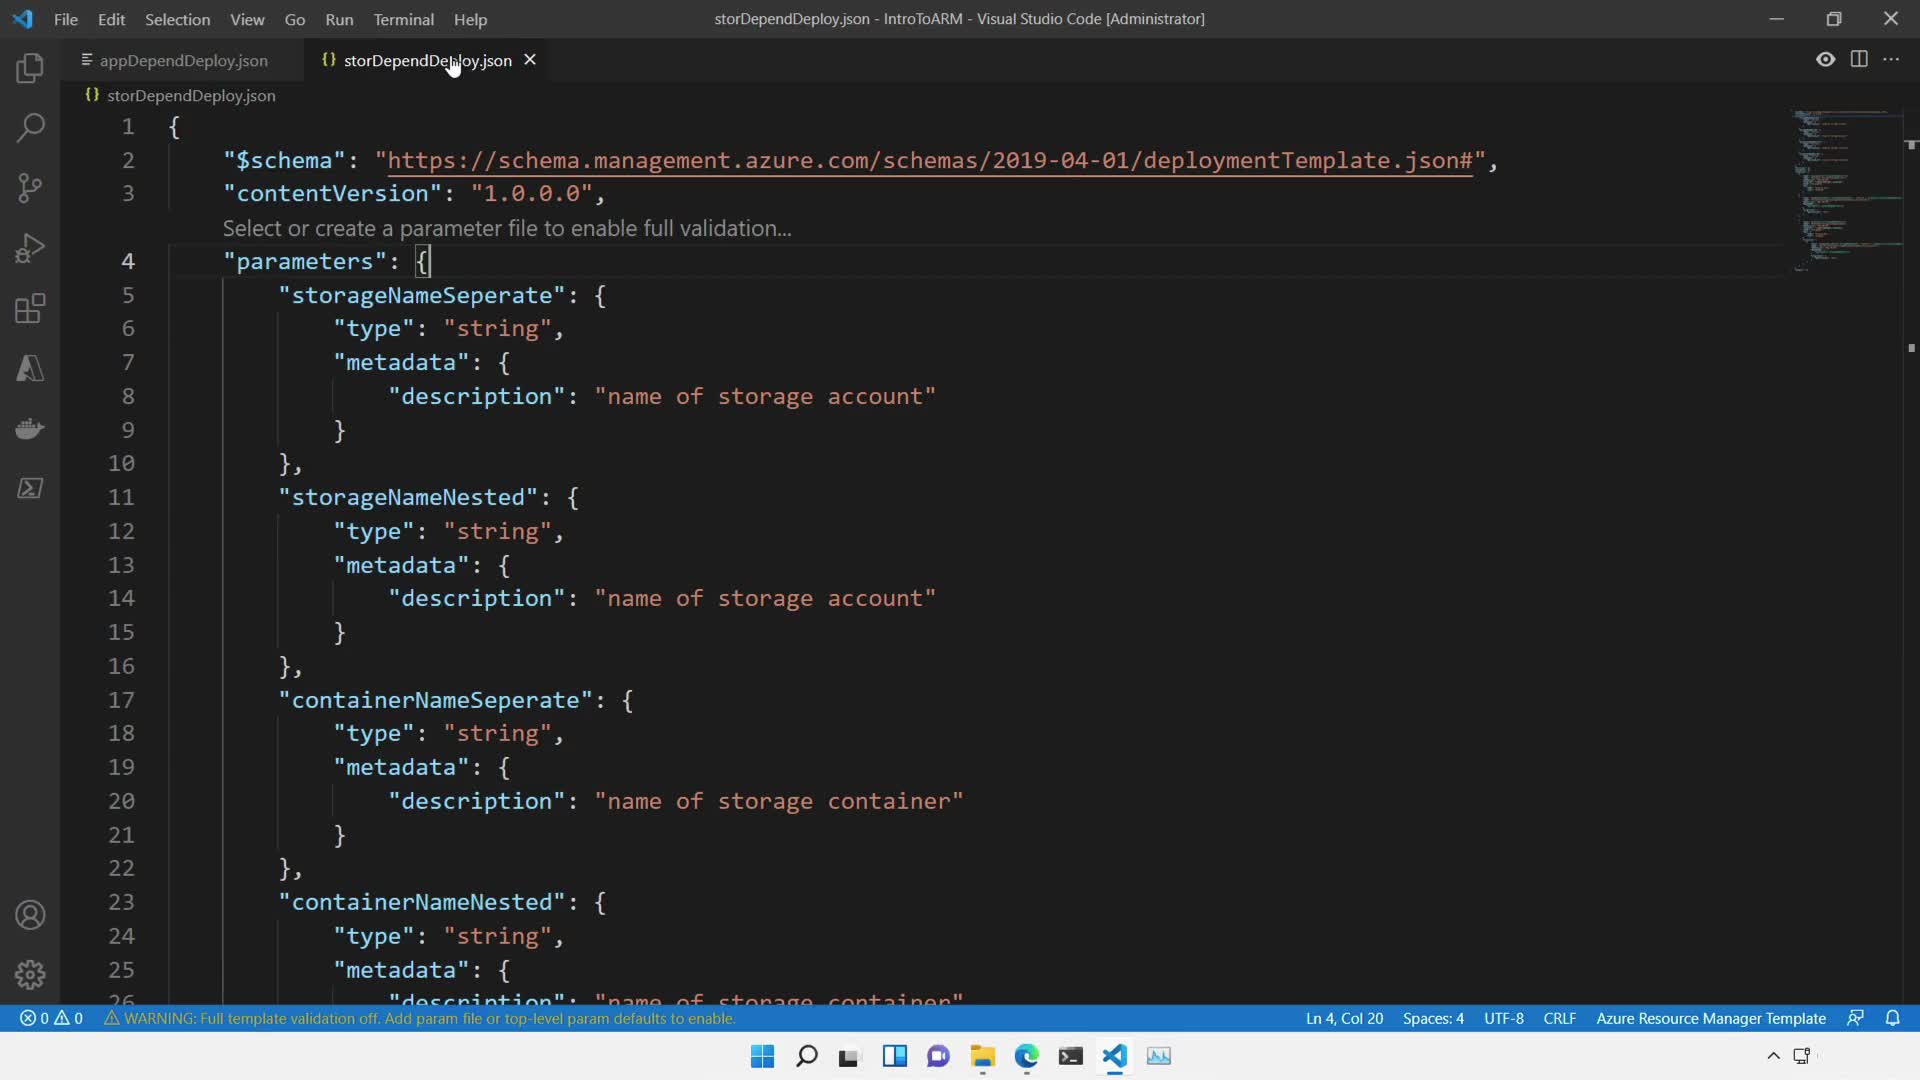 File Edit Selection View Go Run Terminal Help
storDependDeploy.json - IntroToARM - Visual Studio Code [Administrator]
appDependDeploy.json
storDependDeploy.json
storDependDeploy.json
1 {
2 "$schema": "https://schema.management.azure.com/schemas/2019-04-01/deploymentTemplate.json#",
3 "contentVersion": "1.0.0.0",
Select or create a parameter file to enable full validation...
4 "parameters": {
5 "storageNameSeperate": {
6 "type": "string",
7 "metadata": {
8 "description": "name of storage account"
9 }
10 },
11 "storageNameNested": {
12 "type": "string",
13 "metadata": {
14 "description": "name of storage account"
15 }
16 },
17 "containerNameSeperate": {
18 "type": "string",
19 "metadata": {
20 "description": "name of storage container"
21 }
22 },
23 "containerNameNested": {
24 "type": "string",
25 "metadata": {
26 "description": "name of storage container"
0 0 WARNING: Full template validation off. Add param file or top-level param defaults to enable.
Ln 4, Col 20 Spaces: 4 UTF-8 CRLF Azure Resource Manager Template